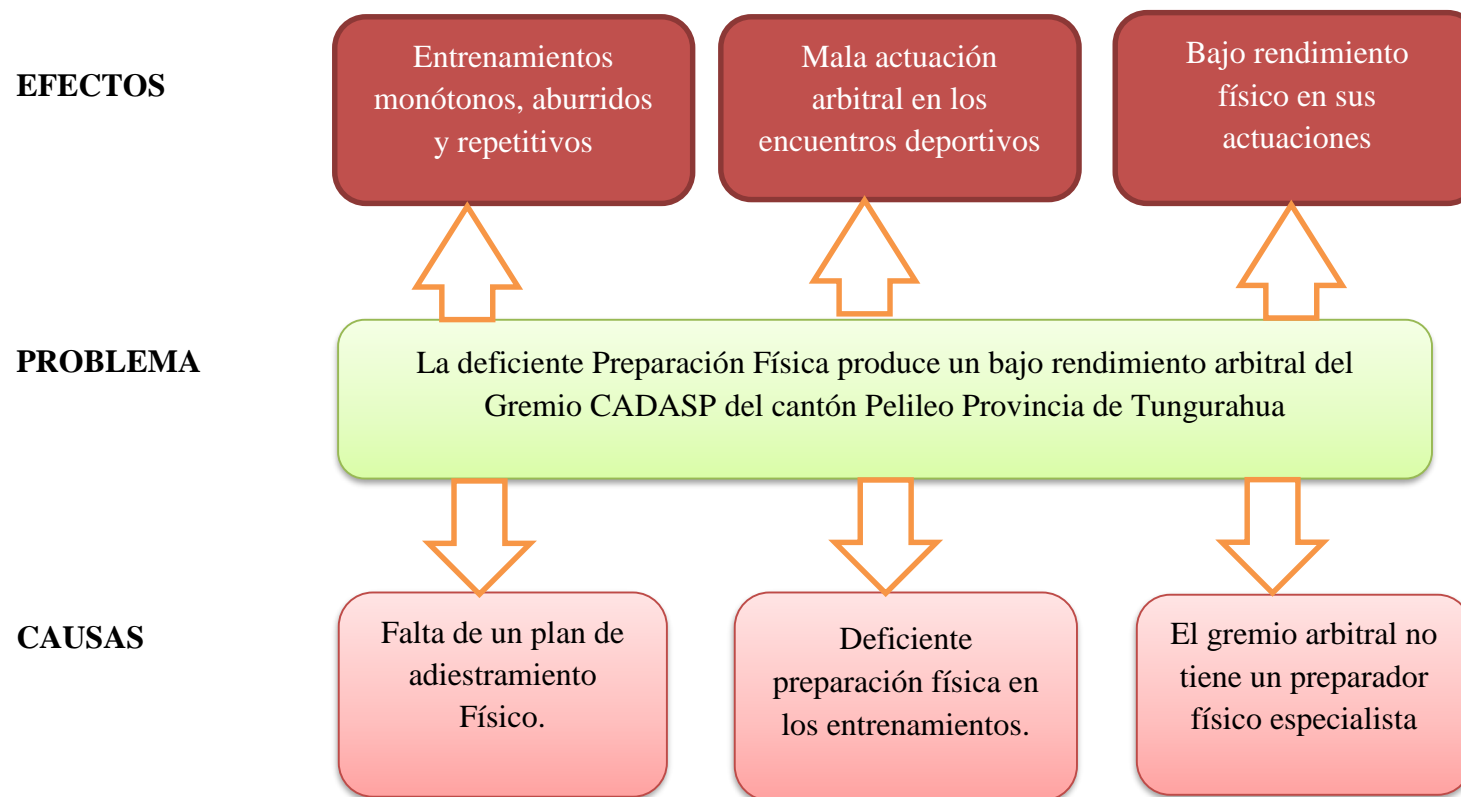 EFECTOS
Entrenamientos
monótonos, aburridos
y repetitivos
Mala actuación
arbitral en los
encuentros deportivos
Bajo rendimiento
físico en sus
actuaciones
PROBLEMA
La deficiente Preparación Física produce un bajo rendimiento arbitral del
Gremio CADASP del cantón Pelileo Provincia de Tungurahua
CAUSAS
Falta de un plan de
adiestramiento
Físico.
Deficiente
preparación física en
los entrenamientos.
El gremio arbitral no
tiene un preparador
físico especialista